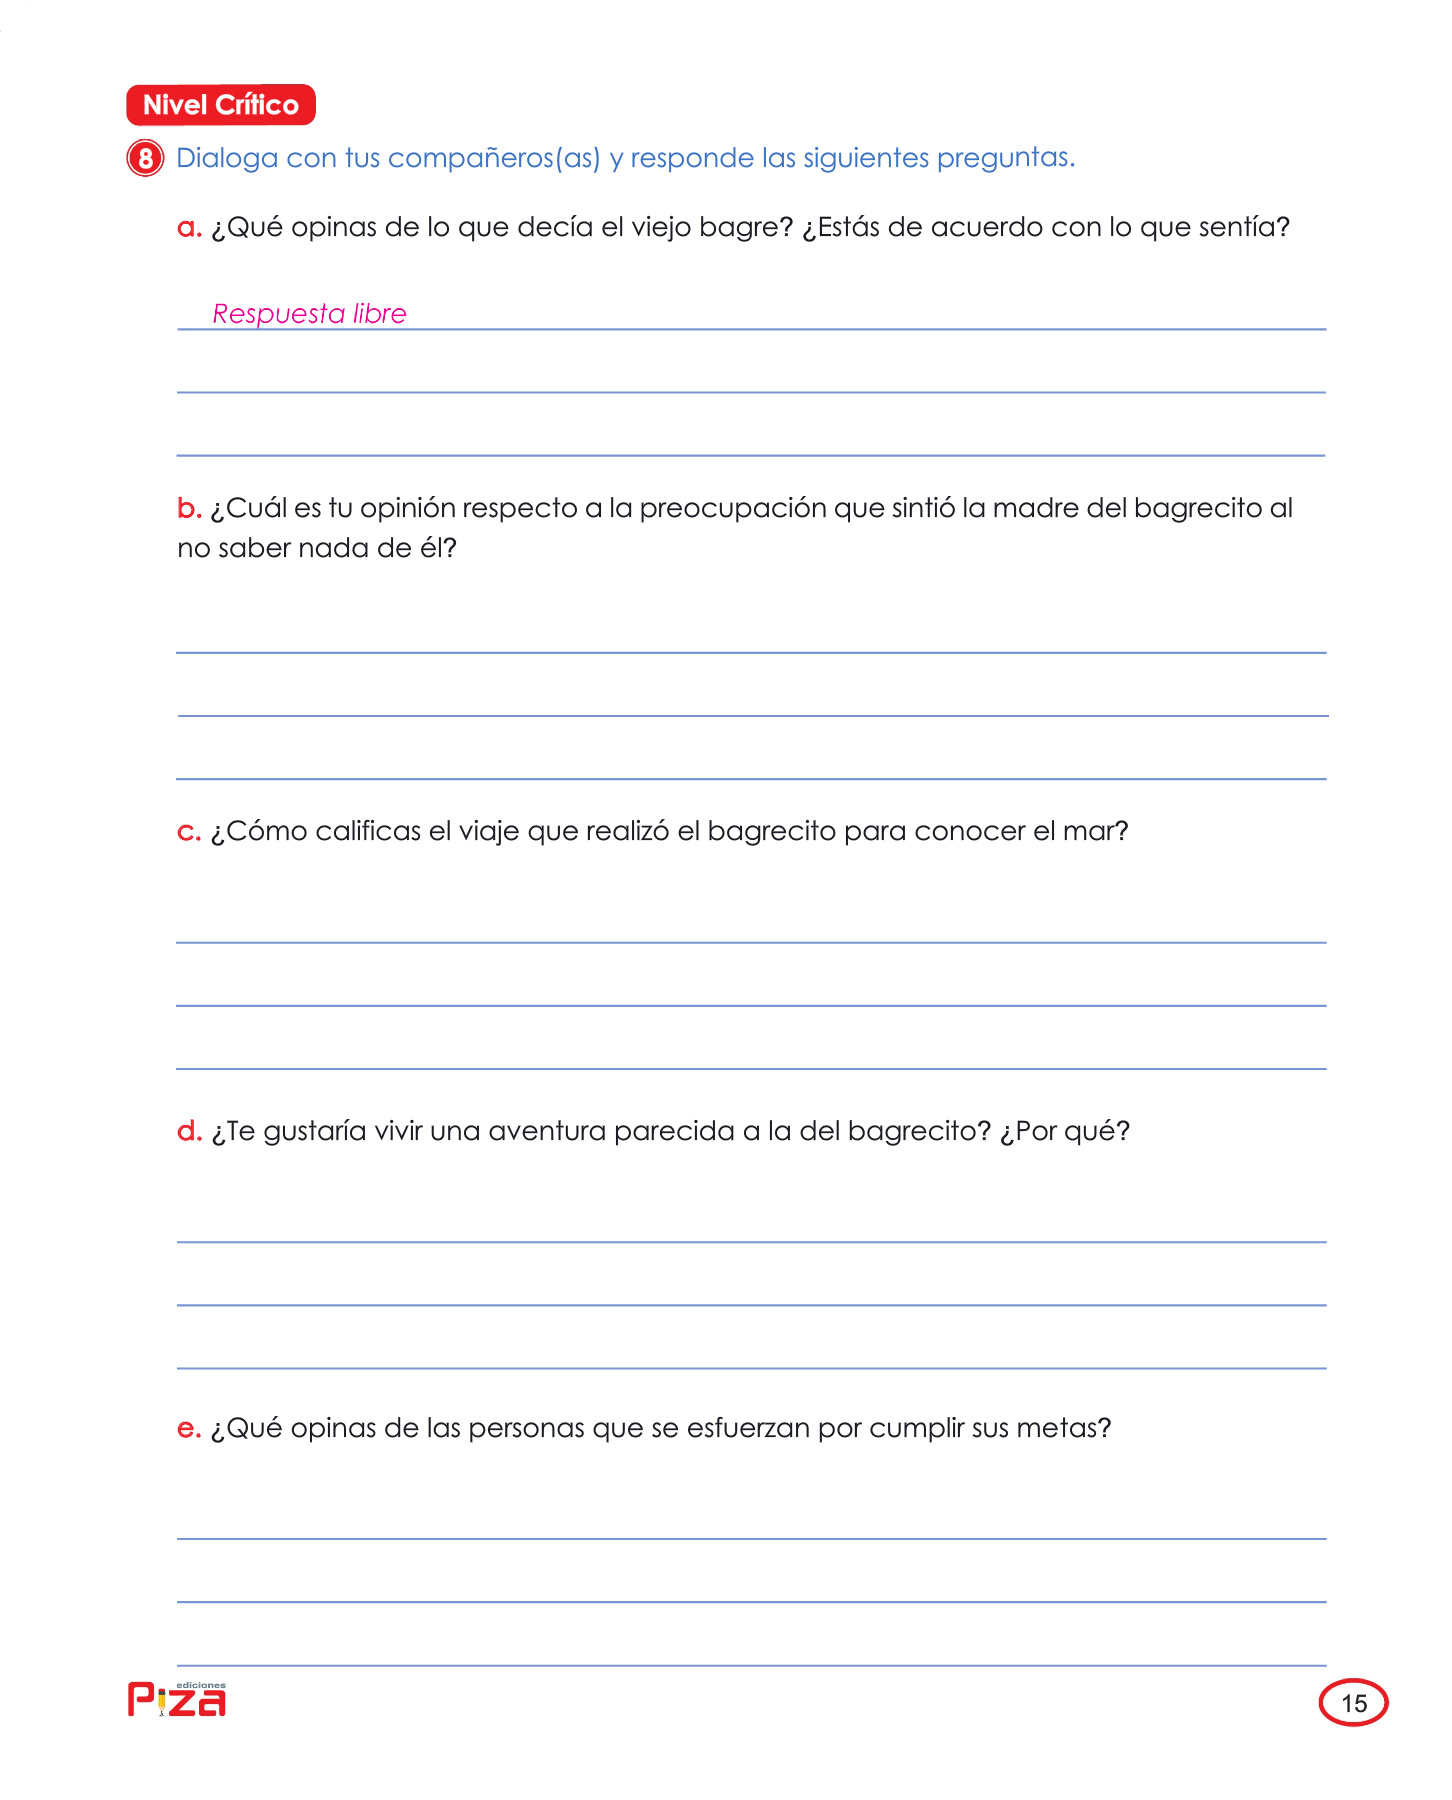 Nivel Crítico
8 Dialoga con tus compañeros(as) y responde las siguientes preguntas.
a. ¿Qué opinas de lo que decía el viejo bagre? ¿Estás de acuerdo con lo que sentía?
Respuesta libre
b. ¿Cuál es tu opinión respecto a la preocupación que sintió la madre del bagrecito al
no saber nada de él?
c. ¿Cómo calificas el viaje que realizó el bagrecito para conocer el mar?
d. ¿Te gustaría vivir una aventura parecida a la del bagrecito? ¿Por qué?
e. ¿Qué opinas de las personas que se esfuerzan por cumplir sus metas?
ediciones
Piza
15